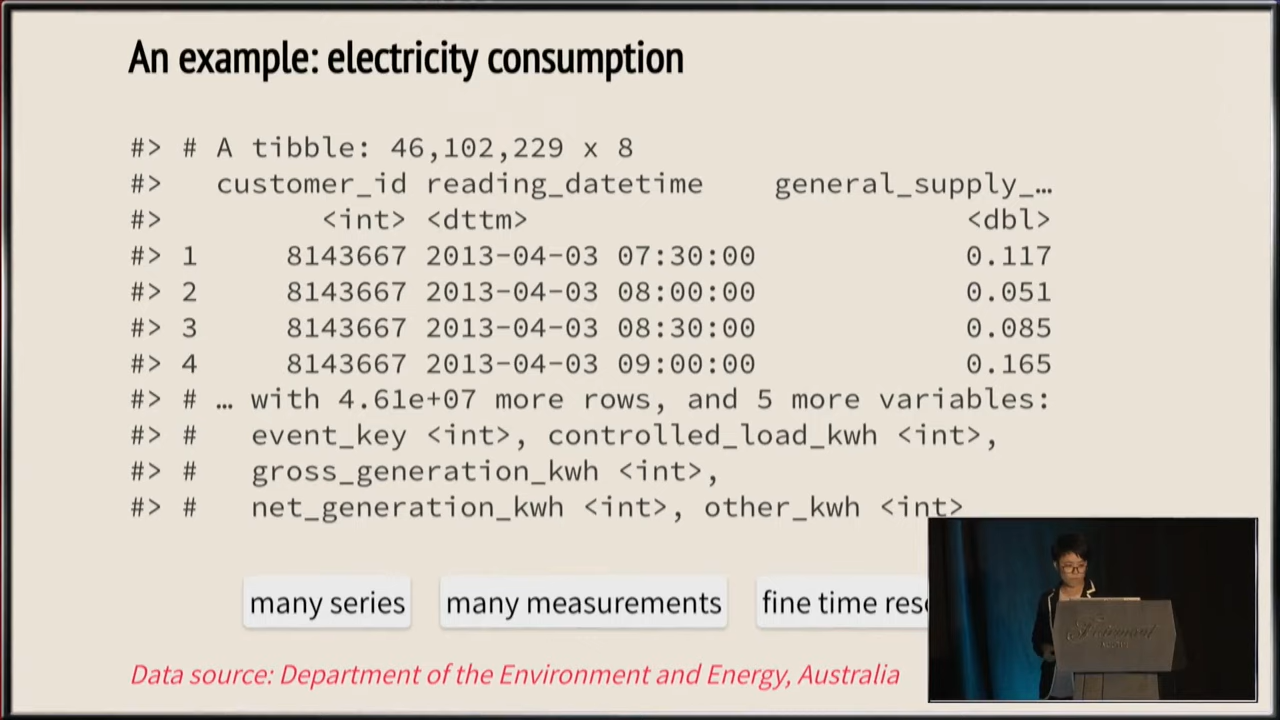 An example: electricity consumption
#> # A tibble: 46,102,229 x 8
#>   customer_id reading_datetime    general_supply_…
#>         <int> <dttm>                         <dbl>
#> 1     8143667 2013-04-03 07:30:00            0.117
#> 2     8143667 2013-04-03 08:00:00            0.051
#> 3     8143667 2013-04-03 08:30:00            0.085
#> 4     8143667 2013-04-03 09:00:00            0.165
#> # … with 4.61e+07 more rows, and 5 more variables:
#> #   event_key <int>, controlled_load_kwh <int>,
#> #   gross_generation_kwh <int>,
#> #   net_generation_kwh <int>, other_kwh <int>
many series
many measurements
fine time
Data source: Department of the Environment and Energy, Australia